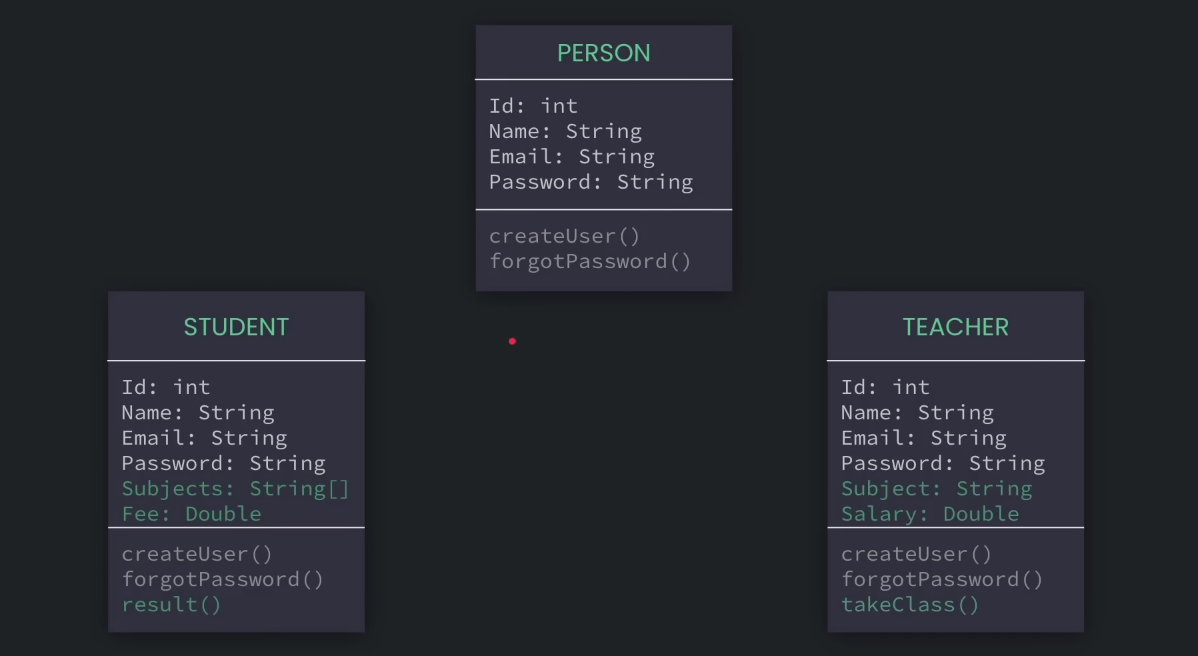 PERSON
Id: int
Name: String
Email: String
Password: String
createUser()
forgotPassword()
STUDENT
Id: int
Name: String
Email: String
Password: String
Subjects: String[]
Fee: Double
createUser()
forgotPassword()
result()
TEACHER
Id: int
Name: String
Email: String
Password: String
Subject: String
Salary: Double
createUser()
forgotPassword()
takeClass()